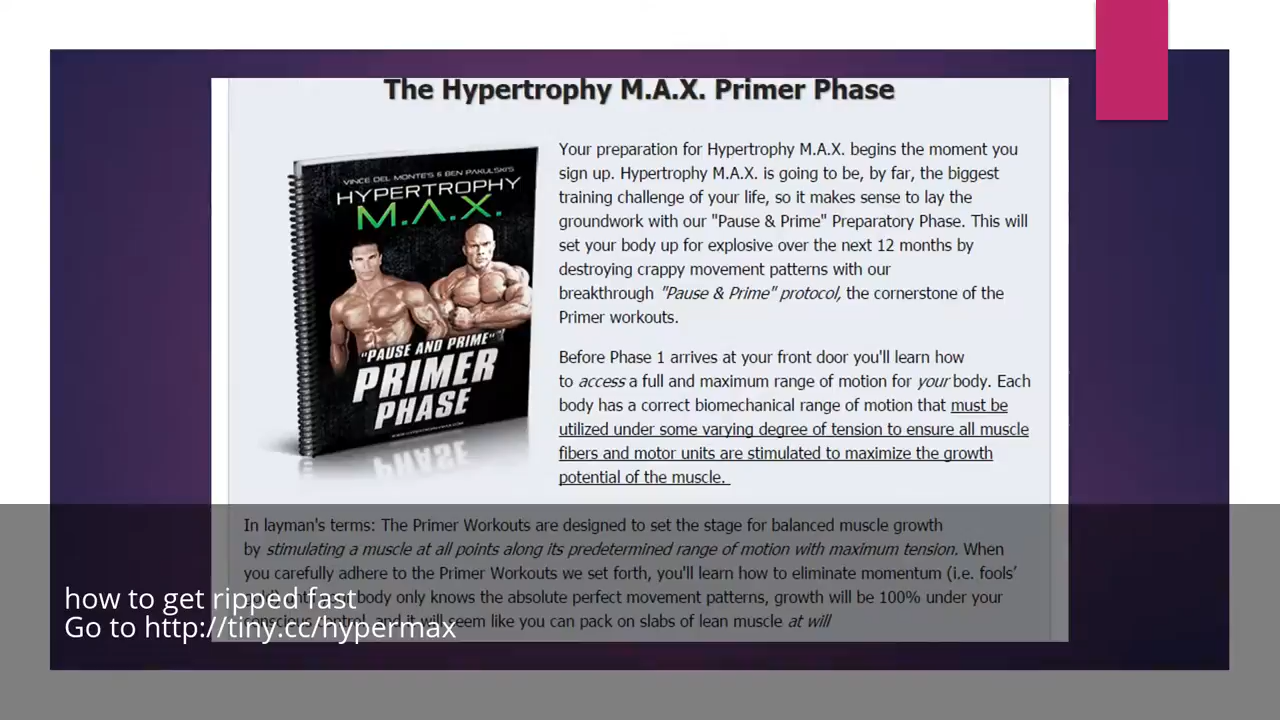 The Hypertrophy M.A.X. Primer Phase
VINCE DEL MONTE'S & BEN PAKULSKI'S
HYPERTROPHY
M.A.X.
"PAUSE AND PRIME"
PRIMER
PHASE
Your preparation for Hypertrophy M.A.X. begins the moment you
sign up. Hypertrophy M.A.X. is going to be, by far, the biggest
training challenge of your life, so it makes sense to lay the
groundwork with our "Pause & Prime" Preparatory Phase. This will
set your body up for explosive over the next 12 months by
destroying crappy movement patterns with our
breakthrough "Pause & Prime" protocol, the cornerstone of the
Primer workouts.
Before Phase 1 arrives at your front door you'll learn how
to access a full and maximum range of motion for your body. Each
body has a correct biomechanical range of motion that must be
utilized under some varying degree of tension to ensure all muscle
fibers and motor units are stimulated to maximize the growth
potential of the muscle.
In layman's terms: The Primer Workouts are designed to set the stage for balanced muscle growth
by stimulating a muscle at all points along its predetermined range of motion with maximum tension. When
you carefully adhere to the Primer Workouts we set forth, you'll learn how to eliminate momentum (i.e. fools'
body only knows the absolute perfect movement patterns, growth will be 100% under your
control, and it will seem like you can pack on slabs of lean muscle at will
how to get ripped fast
Go to http://tiny.cc/hypermax